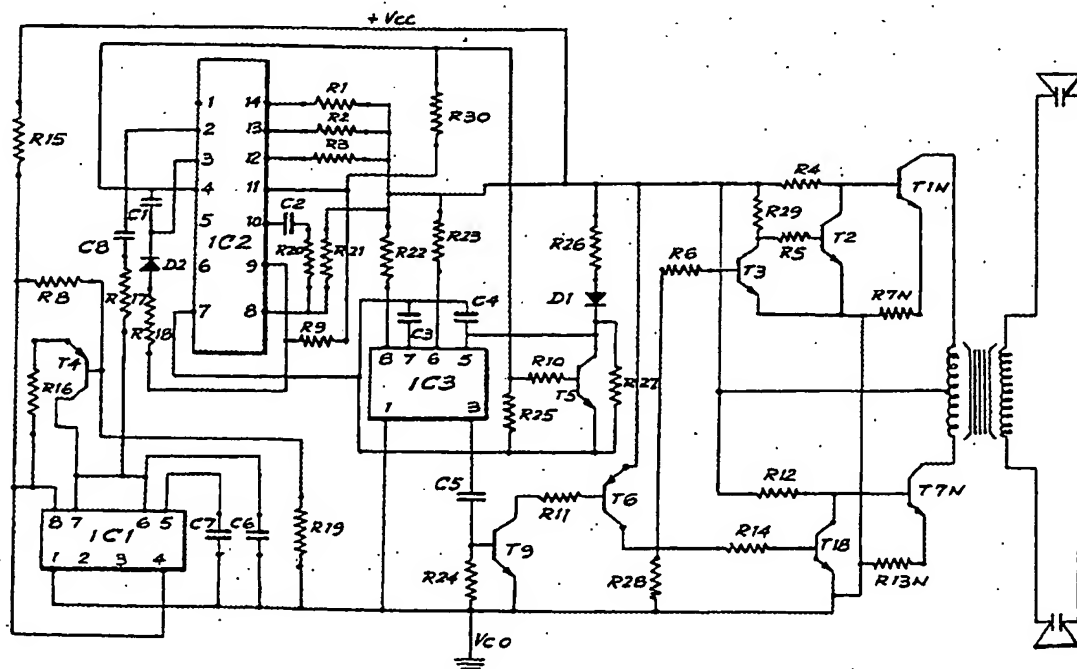 + Vcc
1 14 R1
2 13 R2
3 12 R3
R30
R15
4 11
C1
5 10 C2
C8 IC2
R20 R21 R22 R23
6 9
D2
7 8
R8 R17
R18
R9
C3 C4
R26
D1
R4
T1N
R29
R5 T2
R6
T3
R7N
T4
R16
8 7 6 5
IC3
1 3
R10
T5
R27
R25
C5
R11
T6
R12
T7N
8 7 6 5
IC1
1 2 3 4
C7 C6
R19
R24
T9
R14
T18
R28
R13N
Vco